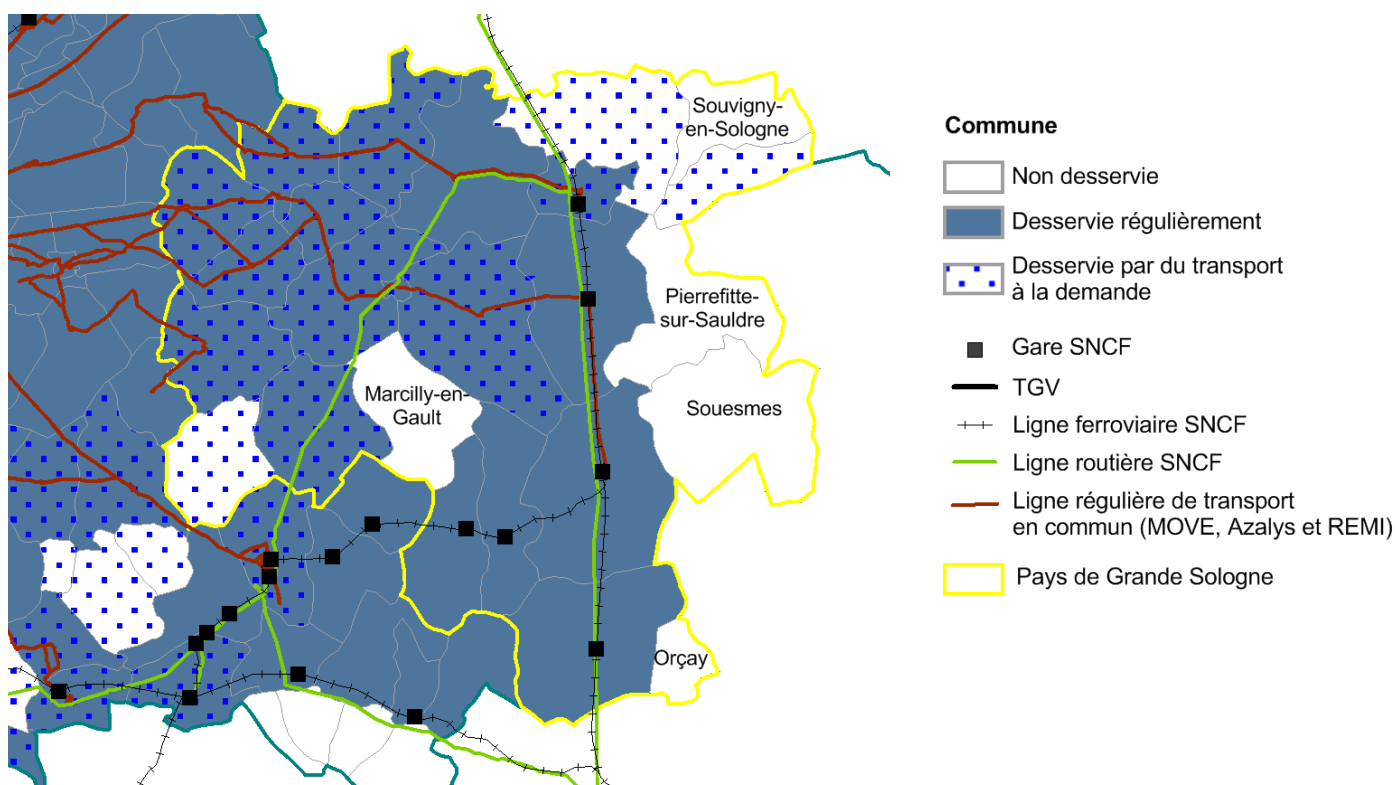 Souvigny-
en-Sologne
Pierrefitte-
sur-Sauldre
Marcilly-en-
Gault
Souesmes
Orçay
Commune
Non desservie
Desservie régulièrement
Desservie par du transport
à la demande
Gare SNCF
TGV
Ligne ferroviaire SNCF
Ligne routière SNCF
Ligne régulière de transport
en commun (MOVE, Azalys et REMI)
Pays de Grande Sologne